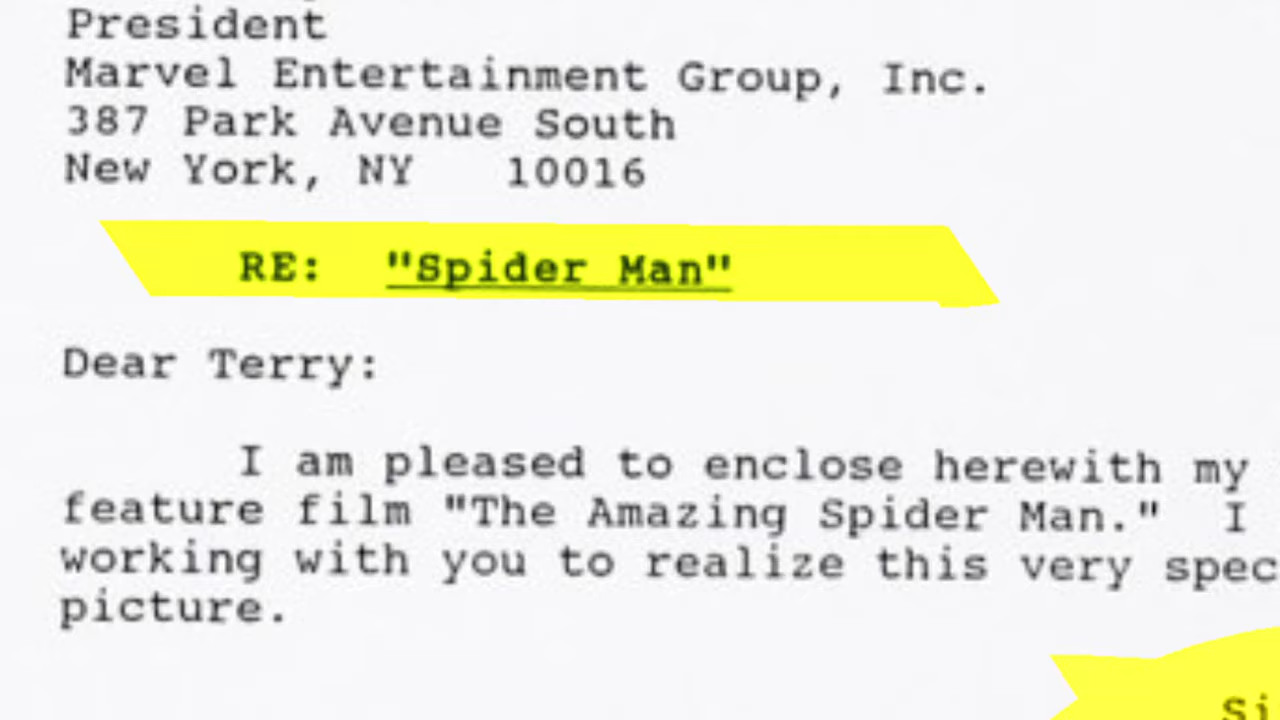 President
Marvel Entertainment Group, Inc.
387 Park Avenue South
New York, NY 10016
RE: "Spider Man"
Dear Terry:
I am pleased to enclose herewith my
feature film "The Amazing Spider Man." I
working with you to realize this very spec
picture.
Si